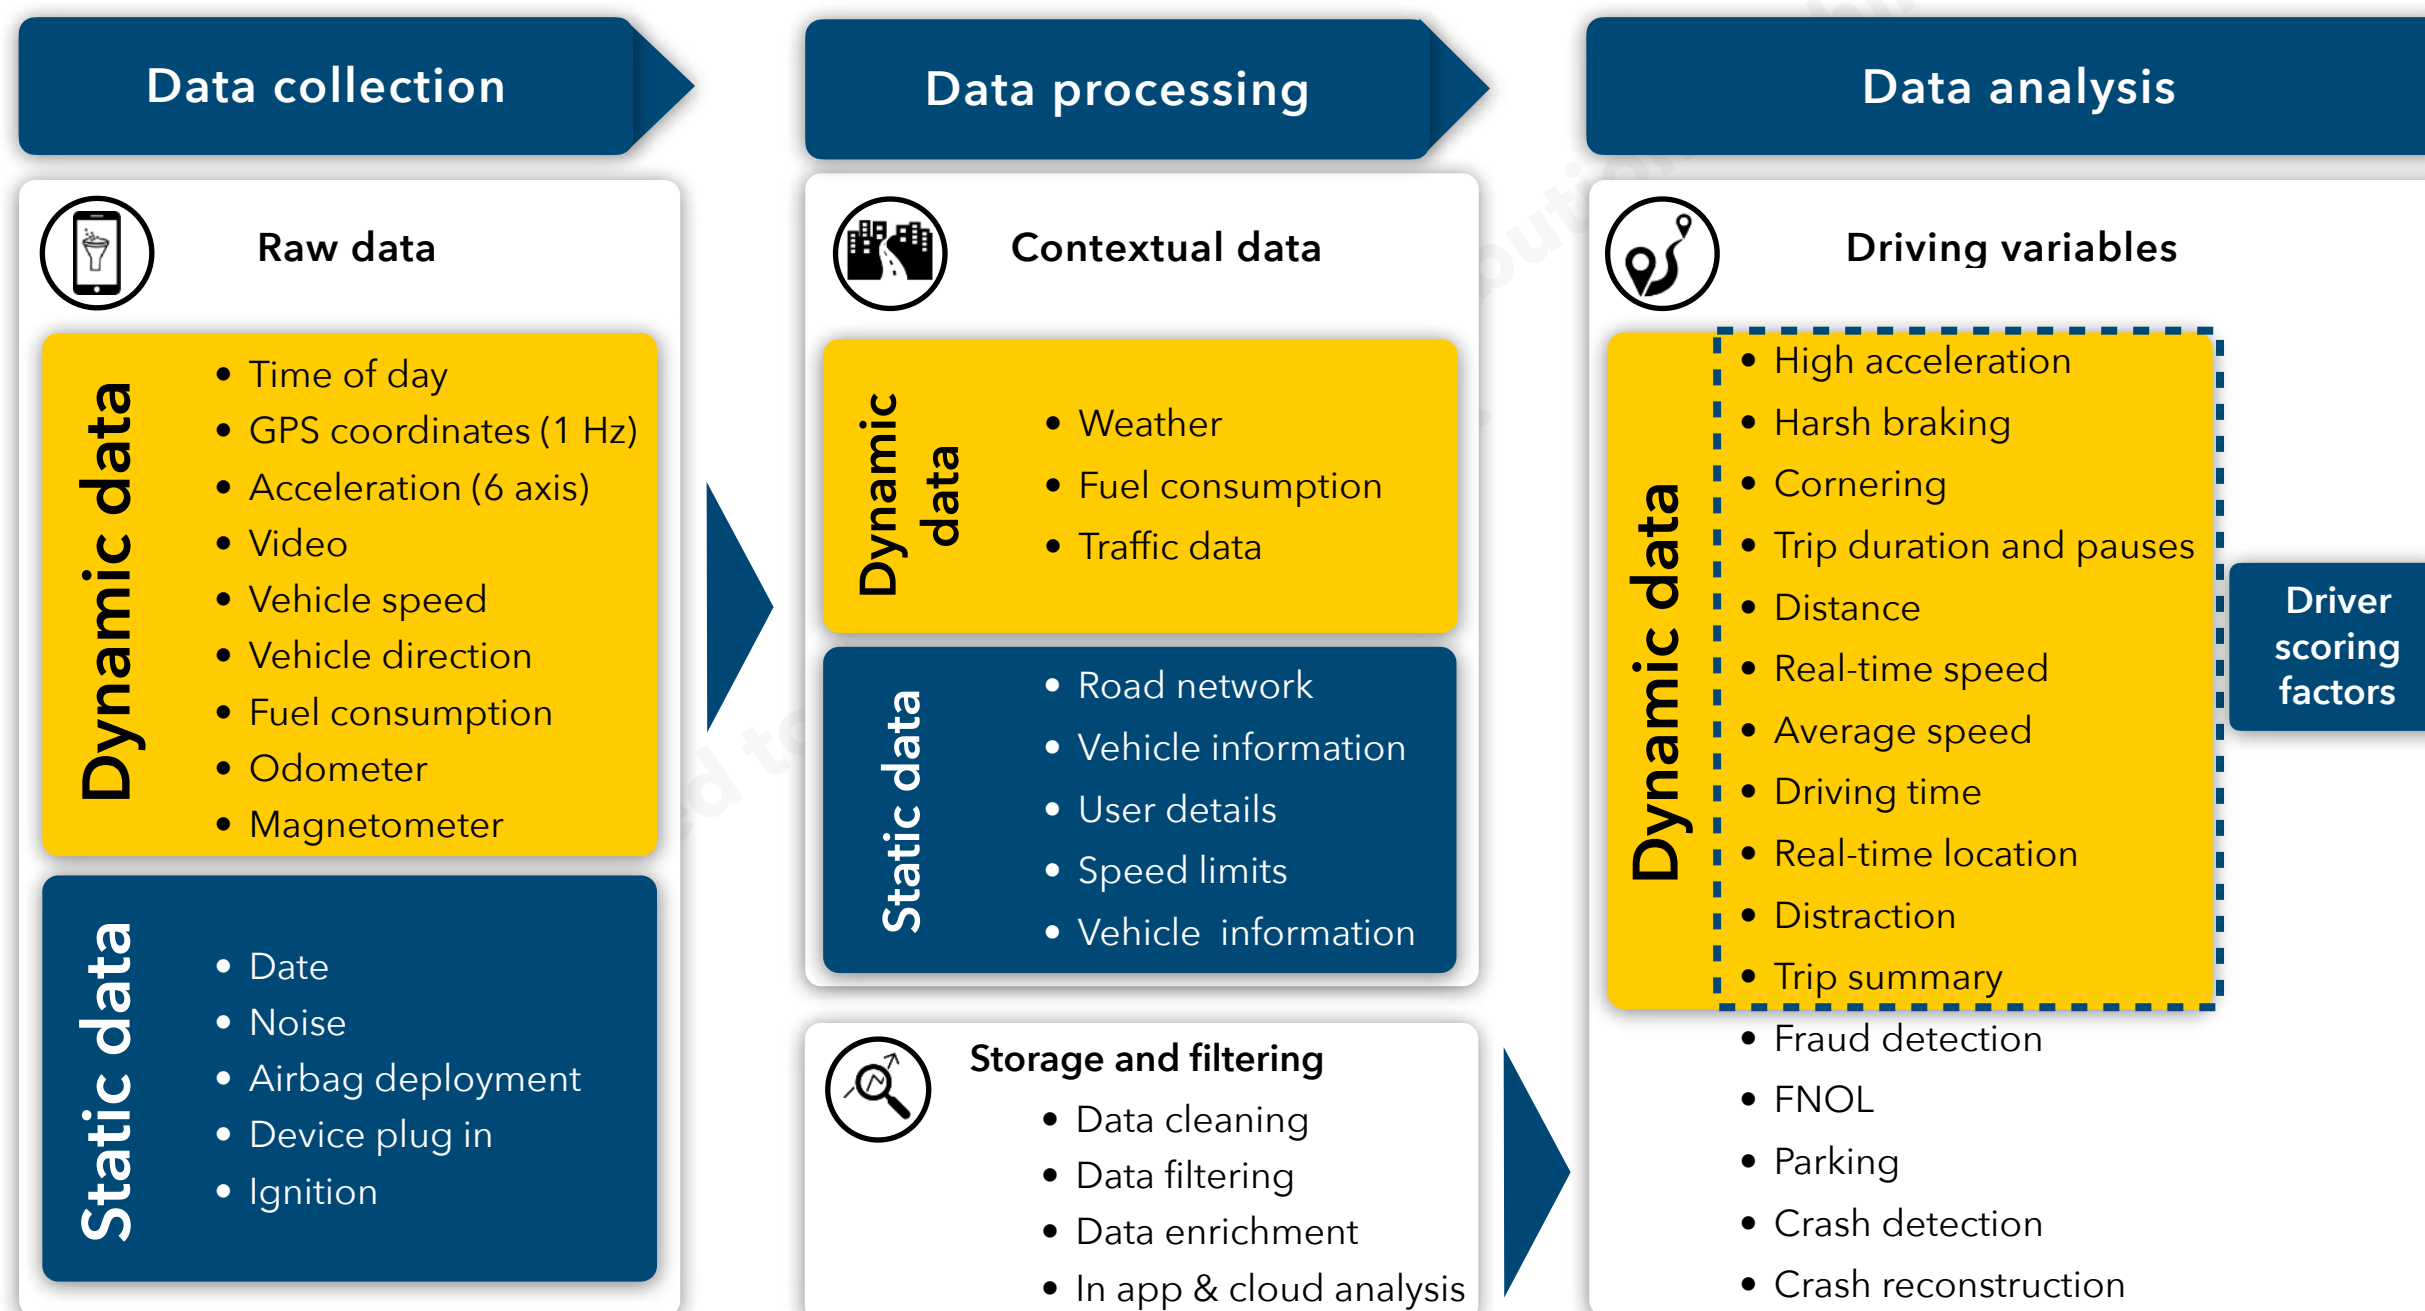 Data collection
Raw data
Dynamic data
• Time of day
• GPS coordinates (1 Hz)
• Acceleration (6 axis)
• Video
• Vehicle speed
• Vehicle direction
• Fuel consumption
• Odometer
• Magnetometer
Static data
• Date
• Noise
• Airbag deployment
• Device plug in
• Ignition
Data processing
Contextual data
Dynamic
data
• Weather
• Fuel consumption
• Traffic data
Static data
• Road network
• Vehicle information
• User details
• Speed limits
• Vehicle information
Storage and filtering
• Data cleaning
• Data filtering
• Data enrichment
• In app & cloud analysis
Data analysis
Driving variables
Dynamic data
• High acceleration
• Harsh braking
• Cornering
• Trip duration and pauses
• Distance
• Real-time speed
• Average speed
• Driving time
• Real-time location
• Distraction
• Trip summary
• Fraud detection
• FNOL
• Parking
• Crash detection
• Crash reconstruction
Driver
scoring
factors